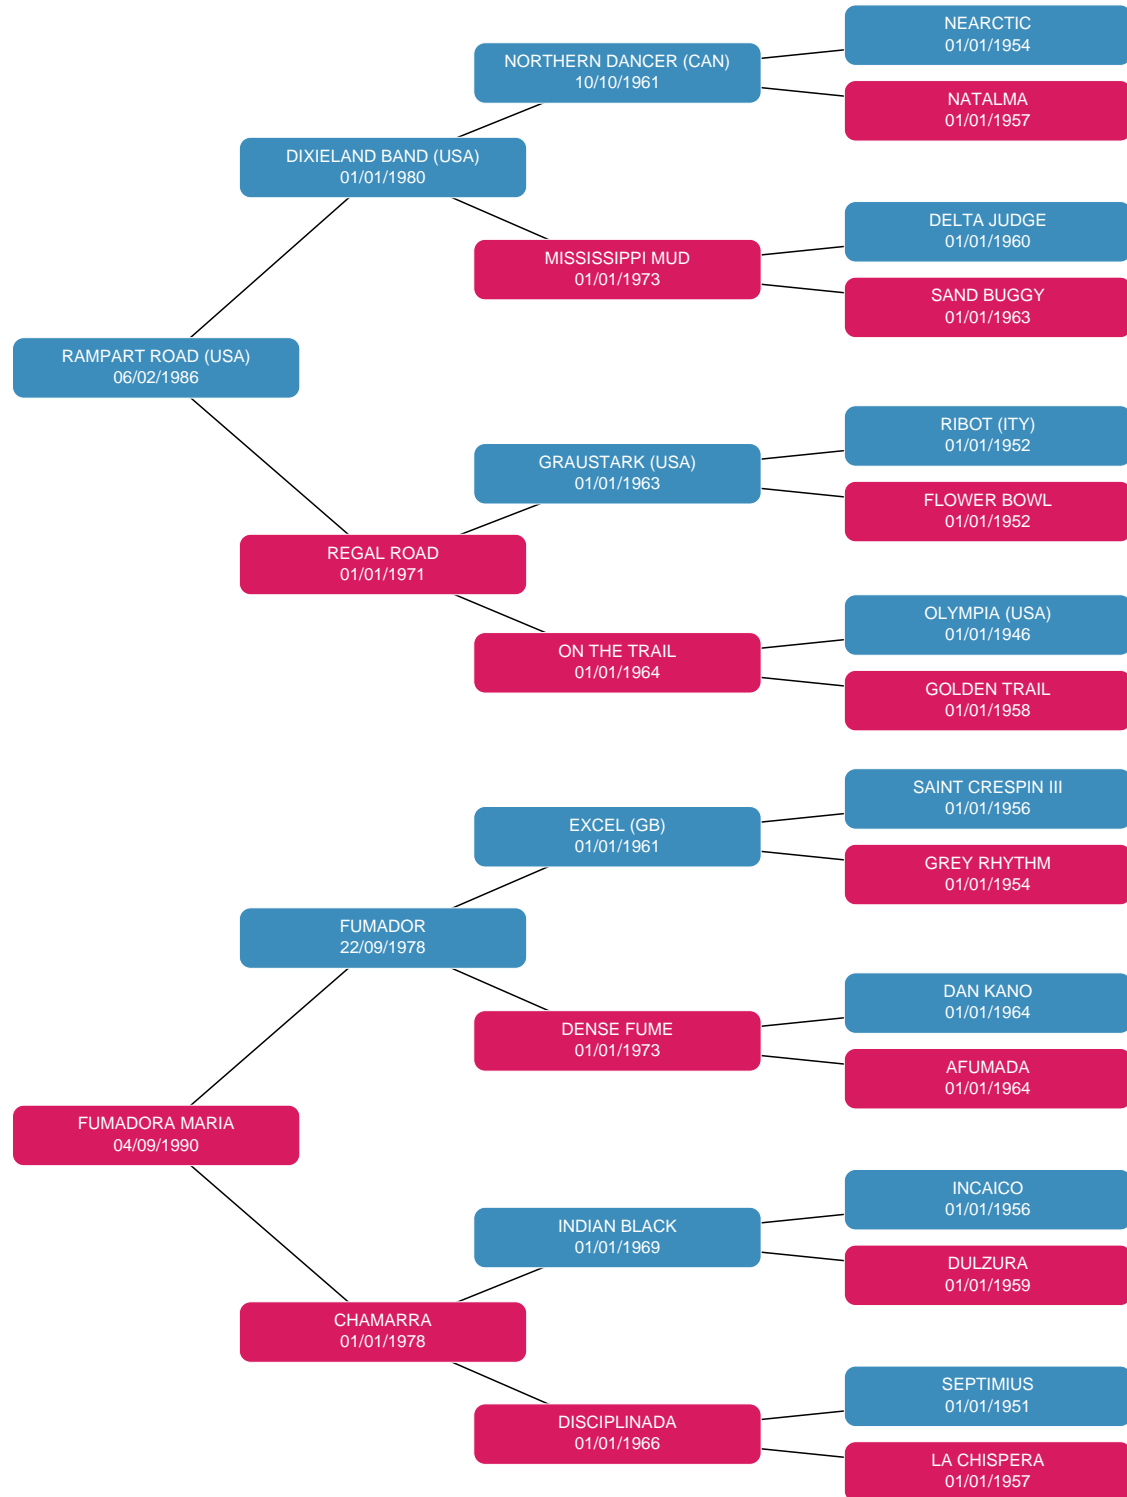 NEARCTIC
01/01/1954
NORTHERN DANCER (CAN)
10/10/1961
NATALMA
01/01/1957
DIXIELAND BAND (USA)
01/01/1980
DELTA JUDGE
01/01/1960
MISSISSIPPI MUD
01/01/1973
SAND BUGGY
01/01/1963
RAMPART ROAD (USA)
06/02/1986
RIBOT (ITY)
01/01/1952
GRAUSTARK (USA)
01/01/1963
FLOWER BOWL
01/01/1952
REGAL ROAD
01/01/1971
OLYMPIA (USA)
01/01/1946
ON THE TRAIL
01/01/1964
GOLDEN TRAIL
01/01/1958
SAINT CRESPIN III
01/01/1956
EXCEL (GB)
01/01/1961
GREY RHYTHM
01/01/1954
FUMADOR
22/09/1978
DAN KANO
01/01/1964
DENSE FUME
01/01/1973
AFUMADA
01/01/1964
FUMADORA MARIA
04/09/1990
INCAICO
01/01/1956
INDIAN BLACK
01/01/1969
DULZURA
01/01/1959
CHAMARRA
01/01/1978
SEPTIMIUS
01/01/1951
DISCIPLINADA
01/01/1966
LA CHISPERA
01/01/1957